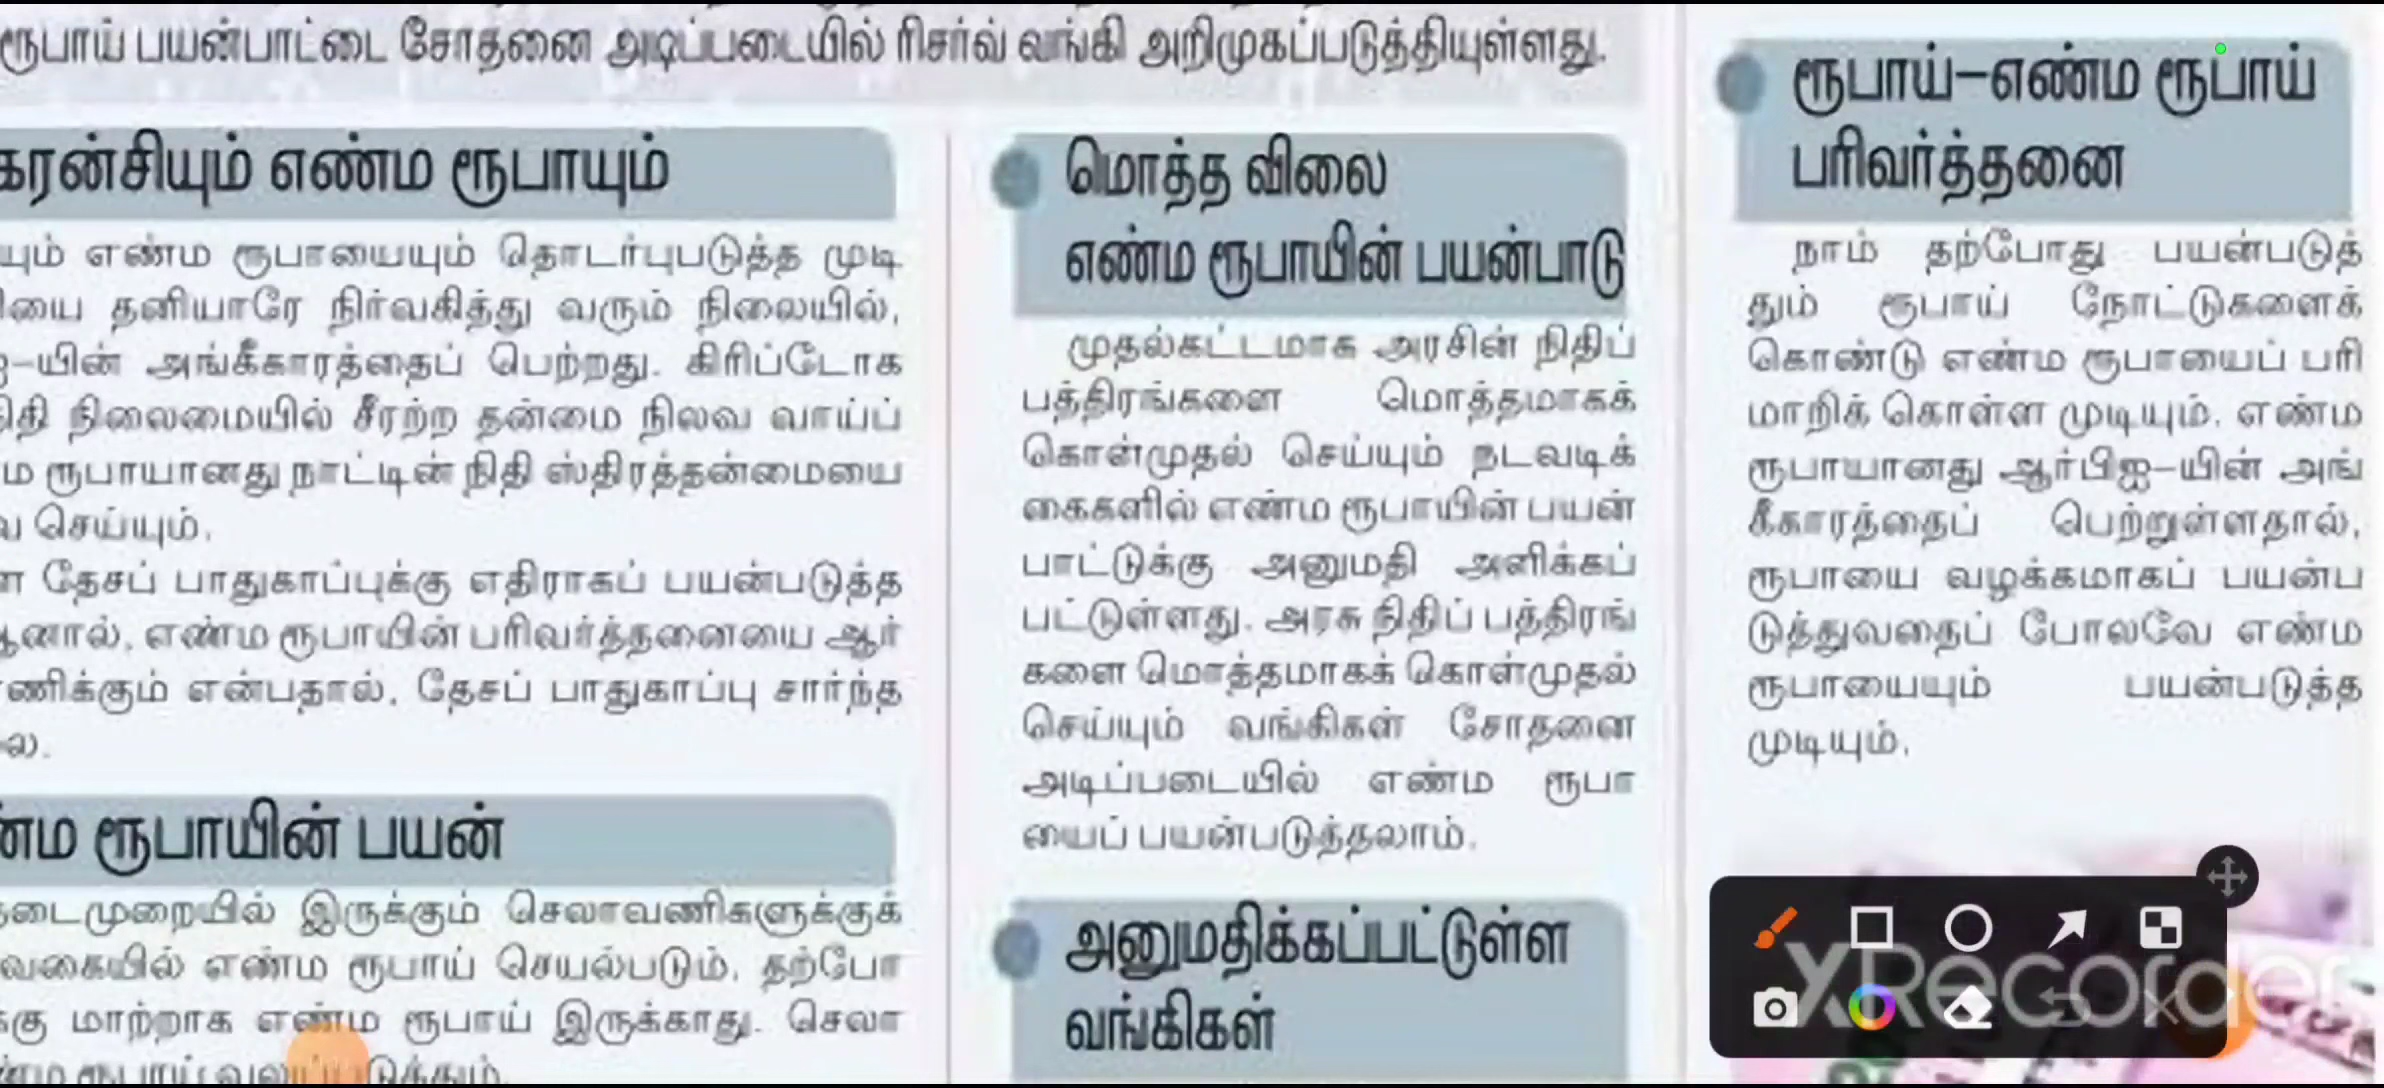 ரூபாய் பயன்பாட்டை சோதனை அடிப்படையில் ரிசர்வ் வங்கி அறிமுகப்படுத்தியுள்ளது.
கரன்சியும் எண்ம ரூபாயும்
யும் எண்ம ரூபாயையும் தொடர்புபடுத்த முடி
யை தனியாரே நிர்வகித்து வரும் நிலையில்,
-யின் அங்கீகாரத்தைப் பெற்றது. கிரிப்டோக
நிதி நிலைமையில் சீரற்ற தன்மை நிலவ வாய்ப்
ம ரூபாயானது நாட்டின் நிதி ஸ்திரத்தன்மையை
செய்யும்.
தேசப் பாதுகாப்புக்கு எதிராகப் பயன்படுத்த
ஆனால், எண்ம ரூபாயின் பரிவர்த்தனையை ஆர்
ணிக்கும் என்பதால், தேசப் பாதுகாப்பு சார்ந்த
லை.
ண்ம ரூபாயின் பயன்
நடைமுறையில் இருக்கும் செலாவணிகளுக்குக்
வகையில் எண்ம ரூபாய் செயல்படும். தற்போ
க்கு மாற்றாக எண்ம ரூபாய் இருக்காது. செலா
ண்ம ரூபாய் வலுப்படுத்தும்.
மொத்த விலை
எண்ம ரூபாயின் பயன்பாடு
முதல்கட்டமாக அரசின் நிதிப்
பத்திரங்களை மொத்தமாகக்
கொள்முதல் செய்யும் நடவடிக்
கைகளில் எண்ம ரூபாயின் பயன்
பாட்டுக்கு அனுமதி அளிக்கப்
பட்டுள்ளது. அரசு நிதிப் பத்திரங்
களை மொத்தமாகக் கொள்முதல்
செய்யும் வங்கிகள் சோதனை
அடிப்படையில் எண்ம ரூபா
யைப் பயன்படுத்தலாம்.
அனுமதிக்கப்பட்டுள்ள
வங்கிகள்
ரூபாய்-எண்ம ரூபாய்
பரிவர்த்தனை
நாம் தற்போது பயன்படுத்
தும் ரூபாய் நோட்டுகளைக்
கொண்டு எண்ம ரூபாயைப் பரி
மாறிக் கொள்ள முடியும். எண்ம
ரூபாயானது ஆர்பிஐ-யின் அங்
கீகாரத்தைப் பெற்றுள்ளதால்,
ரூபாயை வழக்கமாகப் பயன்ப
டுத்துவதைப் போலவே எண்ம
ரூபாயையும் பயன்படுத்த
முடியும்.
XRecorder